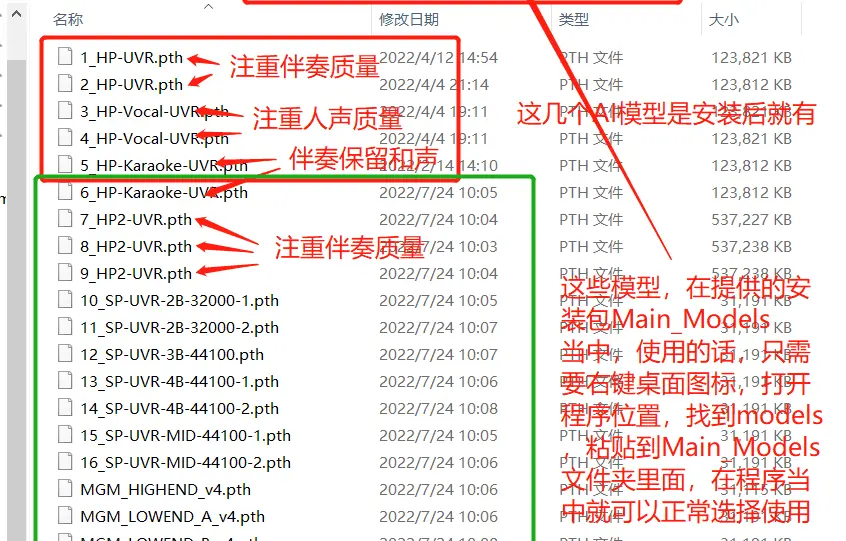 名称 修改日期 类型 大小
1_HP-UVR.pth 2022/4/12 14:54 PTH 文件 123,821 KB
注重伴奏质量
2_HP-UVR.pth 2022/4/4 21:14 PTH 文件 123,812 KB
3_HP-Vocal-UVR.pth 2022/4/4 19:11 PTH 文件 123,821 KB
这几个AI模型是安装后就有
注重人声质量
4_HP-Vocal-UVR.pth 2022/4/4 19:11 PTH 文件 123,821 KB
伴奏保留和声
5_HP-Karaoke-UVR.pth 2022/2/14 14:10 PTH 文件 123,812 KB
6_HP-Karaoke-UVR.pth 2022/7/24 10:05 PTH 文件 123,812 KB
7_HP2-UVR.pth 2022/7/24 10:04 PTH 文件 537,227 KB
注重伴奏质量
8_HP2-UVR.pth 2022/7/24 10:03 PTH 文件 537,238 KB
9_HP2-UVR.pth 2022/7/24 10:04 PTH 文件 537,238 KB
这些模型，在提供的安
10_SP-UVR-2B-32000-1.pth 2022/7/24 10:05 PTH 文件 31,191 KB
装包Main_Models
11_SP-UVR-2B-32000-2.pth 2022/7/24 10:07 PTH 文件 31,191 KB
当中，使用的话，只需
12_SP-UVR-3B-44100.pth 2022/7/24 10:07 PTH 文件 31,191 KB
要右键桌面图标，打开
13_SP-UVR-4B-44100-1.pth 2022/7/24 10:06 PTH 文件 31,191 KB
程序位置，找到models
14_SP-UVR-4B-44100-2.pth 2022/7/24 10:08 PTH 文件 31,191 KB
，粘贴到Main_Models
15_SP-UVR-MID-44100-1.pth 2022/7/24 10:05 PTH 文件 31,191 KB
16_SP-UVR-MID-44100-2.pth 2022/7/24 10:06 PTH 文件 31,191 KB
文件夹里面，在程序当
MGM_HIGHEND_v4.pth 2022/7/24 10:06 PTH 文件
中就可以正常选择使用
MGM_LOWEND_A_v4.pth 2022/7/24 10:06 PTH 文件